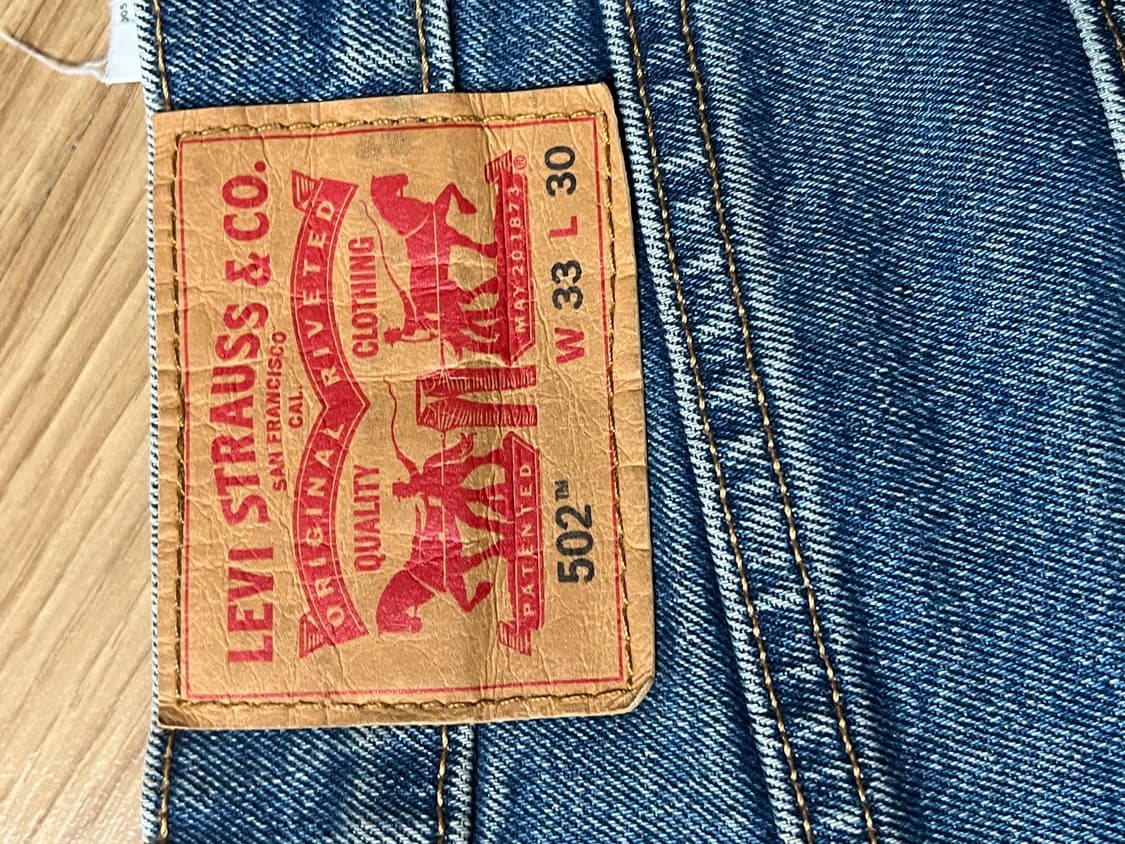 LEVI STRAUSS & CO.
SAN FRANCISCO
CAL.
ORIGINAL RIVETED
QUALITY CLOTHING
PATENTED MAY 20 1873 ®
502™ W 33 L 30